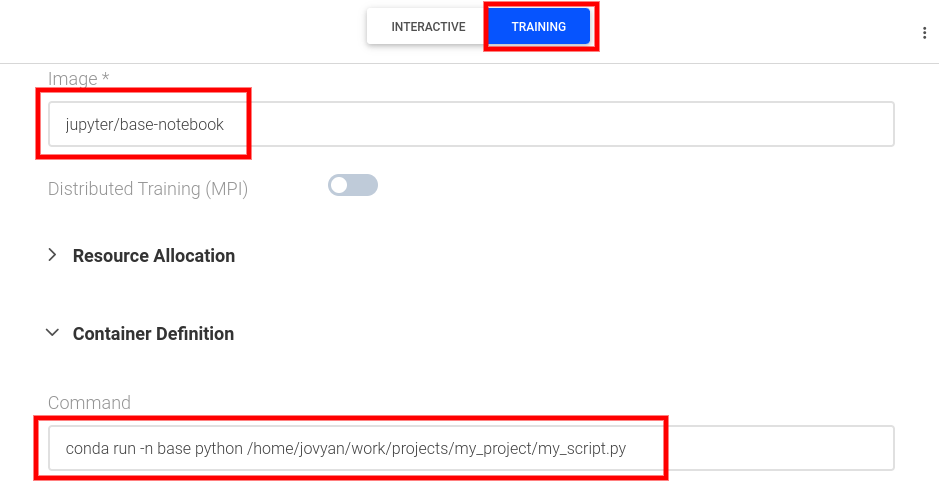 INTERACTIVE TRAINING
Image *
jupyter/base-notebook
Distributed Training (MPI)
Resource Allocation
Container Definition
Command
conda run -n base python /home/jovyan/work/projects/my_project/my_script.py